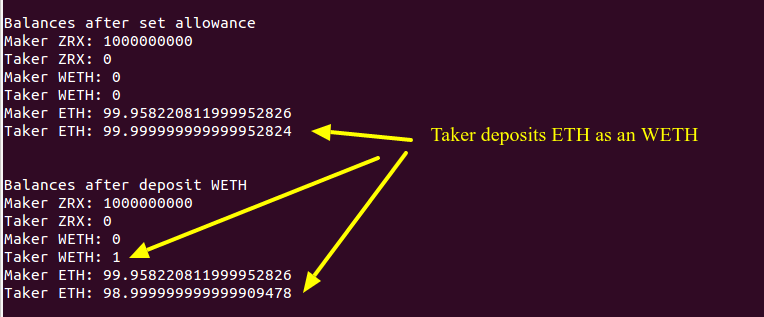 Balances after set allowance
Maker ZRX: 1000000000
Taker ZRX: 0
Maker WETH: 0
Taker WETH: 0
Maker ETH: 99.958220811999952826
Taker ETH: 99.999999999999952824
Taker deposits ETH as an WETH
Balances after deposit WETH
Maker ZRX: 1000000000
Taker ZRX: 0
Maker WETH: 0
Taker WETH: 1
Maker ETH: 99.958220811999952826
Taker ETH: 98.999999999999909478